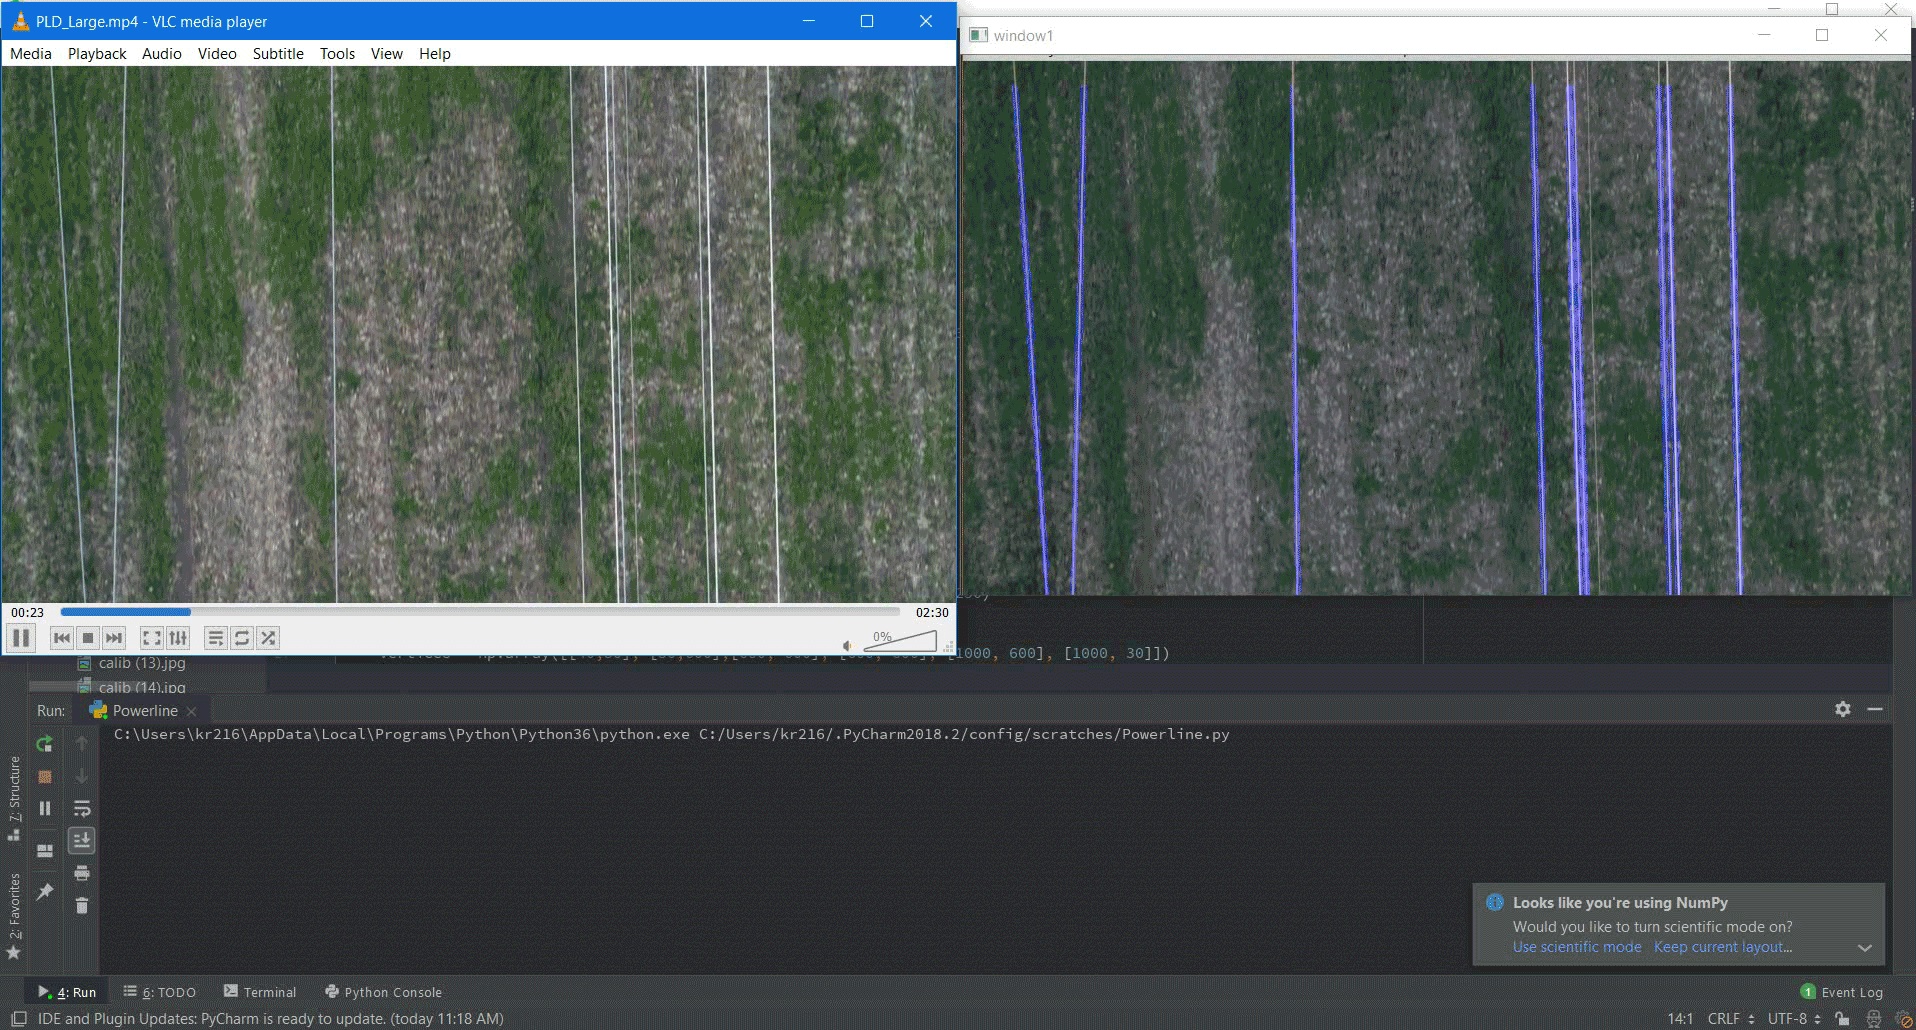 PLD_Large.mp4 - VLC media player
window1
Media Playback Audio Video Subtitle Tools View Help
00:23
02:30
0%
[1000, 600], [1000, 30]])
calib (13).jpg
calib (14).jpg
Run: Powerline
C:\Users\kr216\AppData\Local\Programs\Python\Python36\python.exe C:/Users/kr216/.PyCharm2018.2/config/scratches/Powerline.py
7: Structure
2: Favorites
Looks like you're using NumPy
Would you like to turn scientific mode on?
Use scientific mode Keep current layout...
4: Run 6: TODO Terminal Python Console
1 Event Log
IDE and Plugin Updates: PyCharm is ready to update. (today 11:18 AM)
14:1 CRLF UTF-8